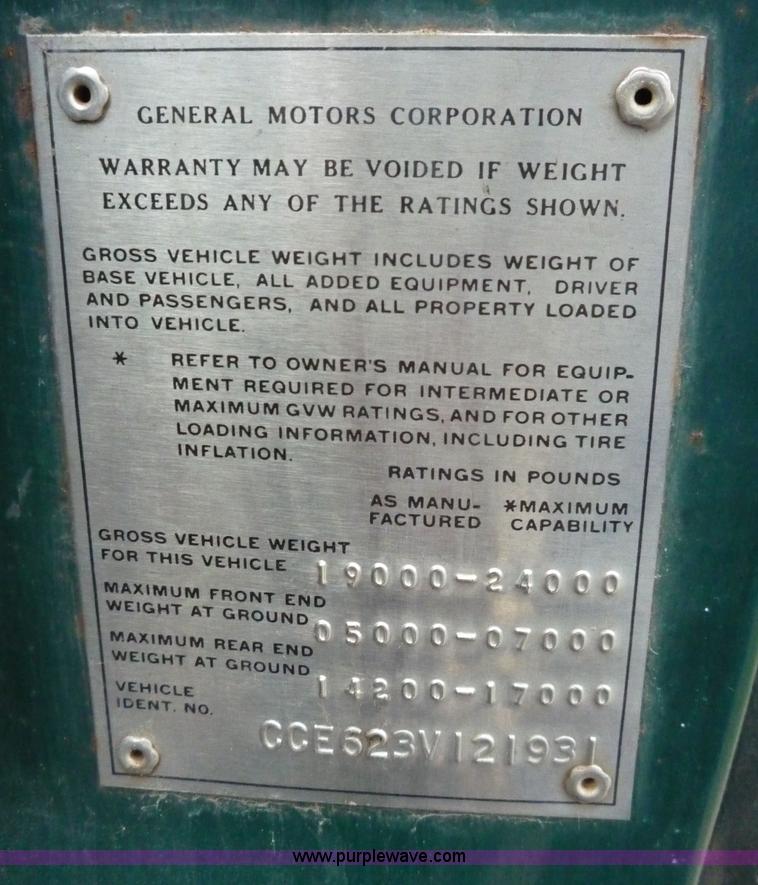 GENERAL MOTORS CORPORATION
WARRANTY MAY BE VOIDED IF WEIGHT
EXCEEDS ANY OF THE RATINGS SHOWN.
GROSS VEHICLE WEIGHT INCLUDES WEIGHT OF
BASE VEHICLE, ALL ADDED EQUIPMENT, DRIVER
AND PASSENGERS, AND ALL PROPERTY LOADED
INTO VEHICLE.
* REFER TO OWNER'S MANUAL FOR EQUIP-
MENT REQUIRED FOR INTERMEDIATE OR
MAXIMUM GVW RATINGS, AND FOR OTHER
LOADING INFORMATION, INCLUDING TIRE
INFLATION.
RATINGS IN POUNDS
AS MANU- *MAXIMUM
FACTURED CAPABILITY
GROSS VEHICLE WEIGHT
FOR THIS VEHICLE 19000-24000
MAXIMUM FRONT END
WEIGHT AT GROUND 05000-07000
MAXIMUM REAR END
WEIGHT AT GROUND 14200-17000
VEHICLE
IDENT. NO. CCE623V121931
www.purplewave.com